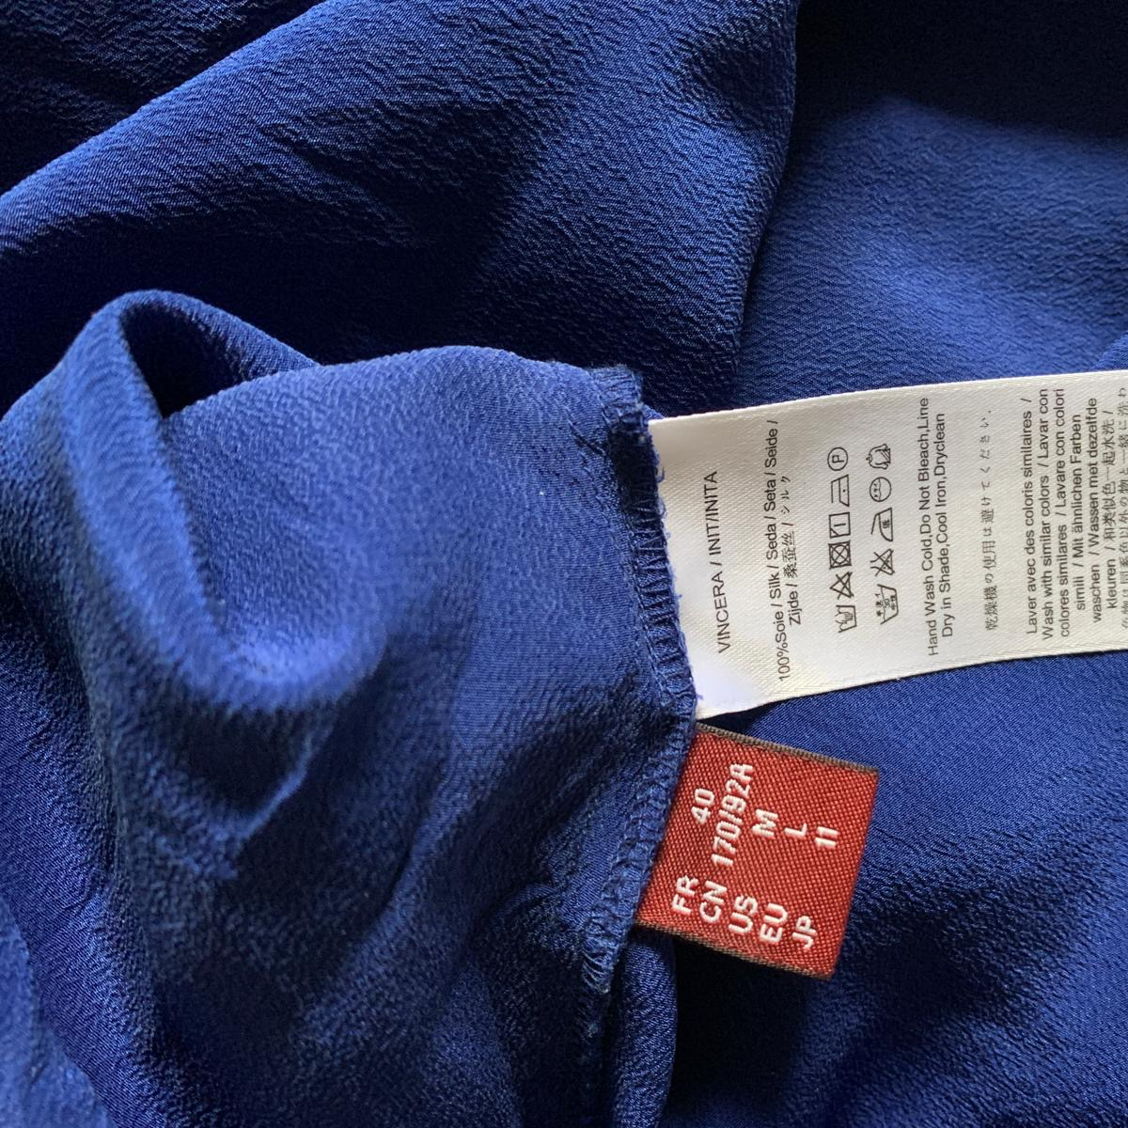 VINCERA / INIT/INITA
100%Soie / Silk / Seda / Seta / Seide /
Zijde / 桑蚕丝 / シルク
P
1
Hand Wash Cold,Do Not Bleach,Line
Dry in Shade,Cool Iron,Dryclean
乾燥機の使用は避けてください.
Laver avec des coloris similaires /
Wash with similar colors / Lavar con
colores similares / Lavare con colori
simili / Mit ähnlichen Farben
waschen / Wassen met dezelfde
kleuren / 和类似色一起水洗 /
FR 40
CN 170/92A
US M
EU L
JP 11